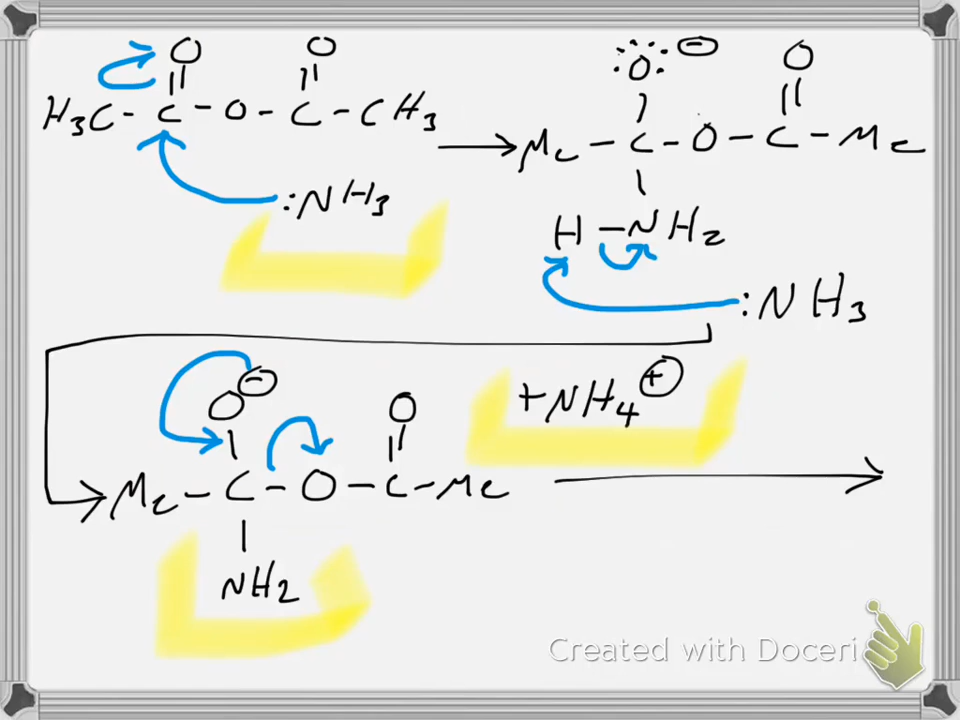 O O
H3C - C - O - C - CH3
:NH3
:O: ⊖ O
Me - C - O - C - Me
H - NH2
:NH3
O ⊖ O
+NH4 ⊕
Me - C - O - C - Me
NH2
Created with Doceri